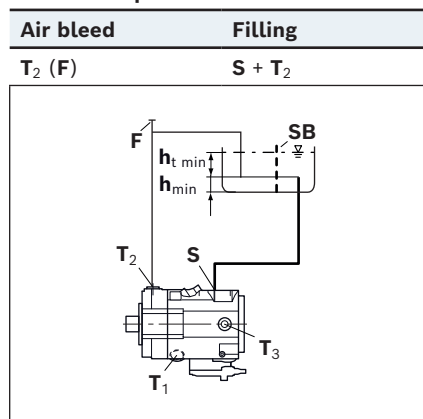 Air bleed Filling
T₂ (F) S + T₂
F
SB
hₜ ₘᵢₙ
hₘᵢₙ
T₂ S
T₃
T₁